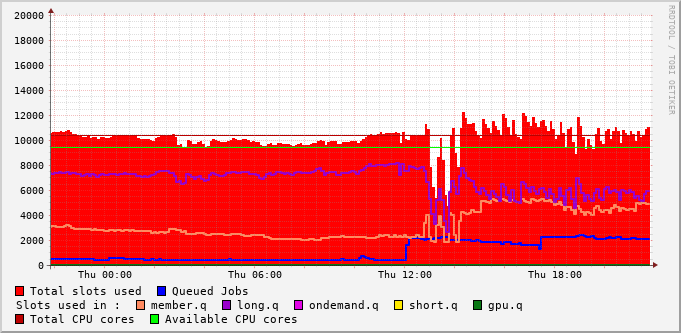 20000
18000
16000
14000
12000
10000
8000
6000
4000
2000
0
Thu 00:00 Thu 06:00 Thu 12:00 Thu 18:00
RRDTOOL / TOBI OETIKER
Total slots used Queued Jobs
Slots used in : member.q long.q ondemand.q short.q gpu.q
Total CPU cores Available CPU cores